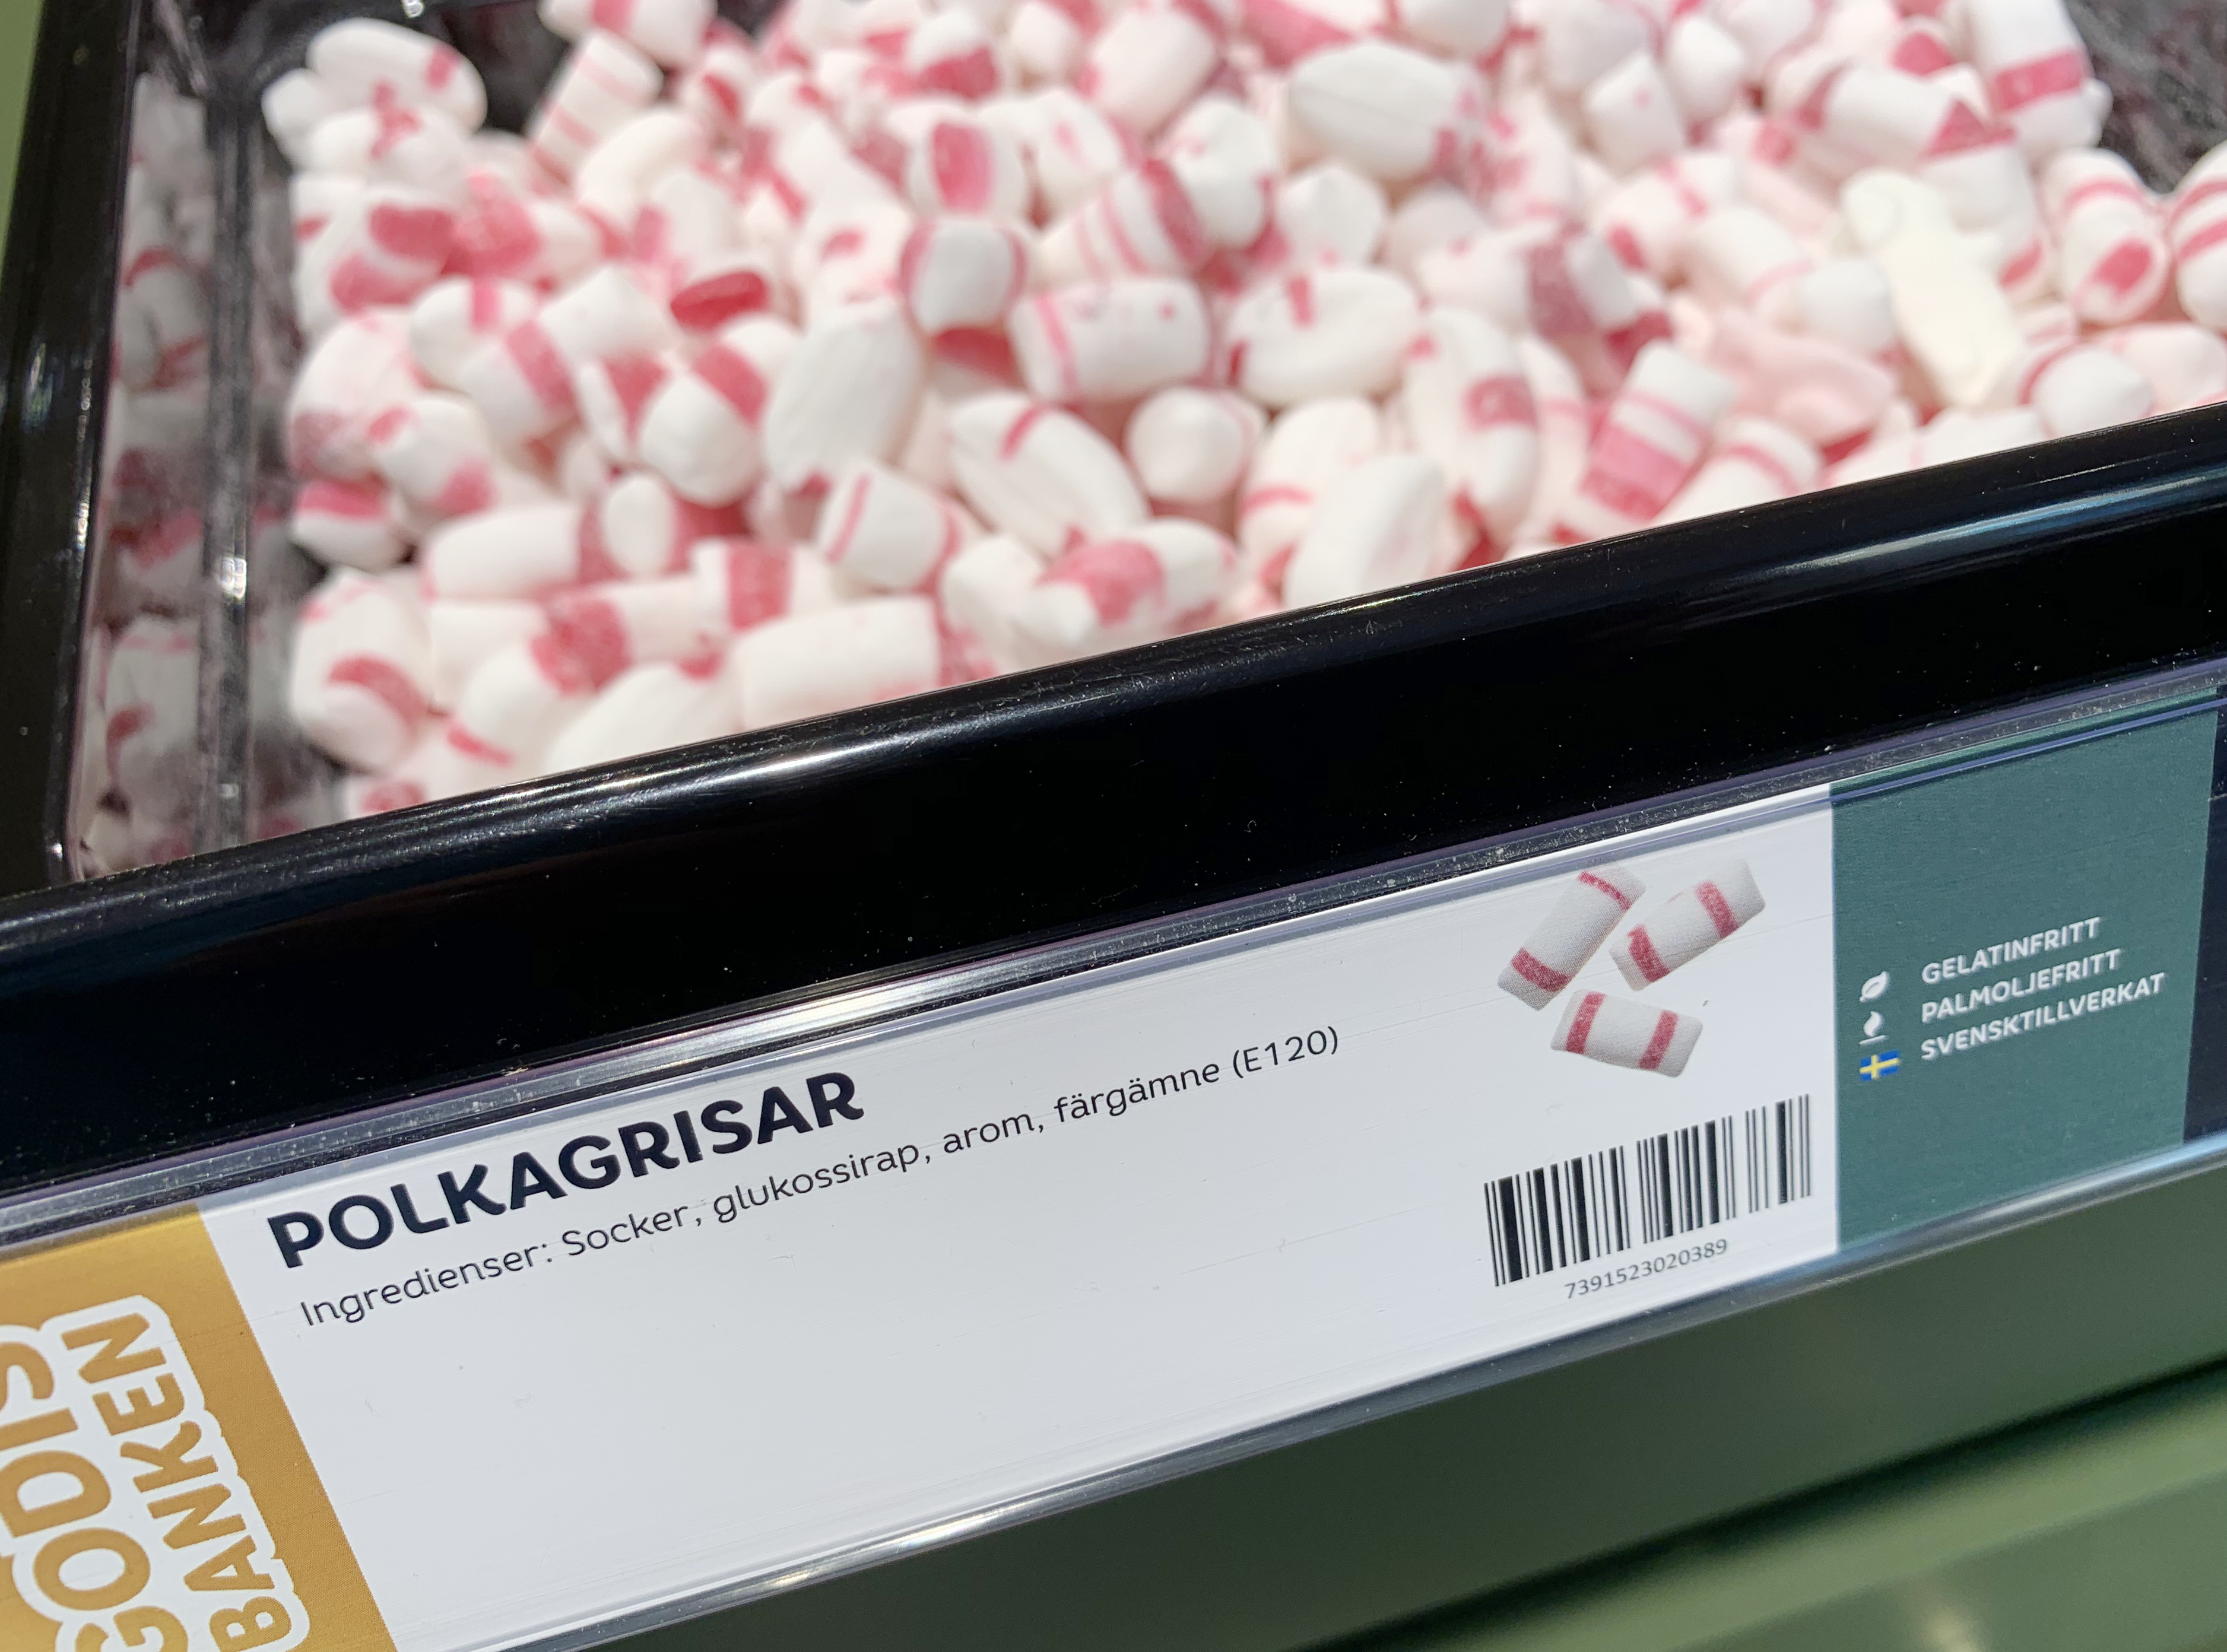 POLKAGRISAR
Ingredienser: Socker, glukossirap, arom, färgämne (E120)
7391523020389
GELATINFRITT
PALMOLJEFRITT
SVENSKTILLVERKAT
GODIS
BANKEN